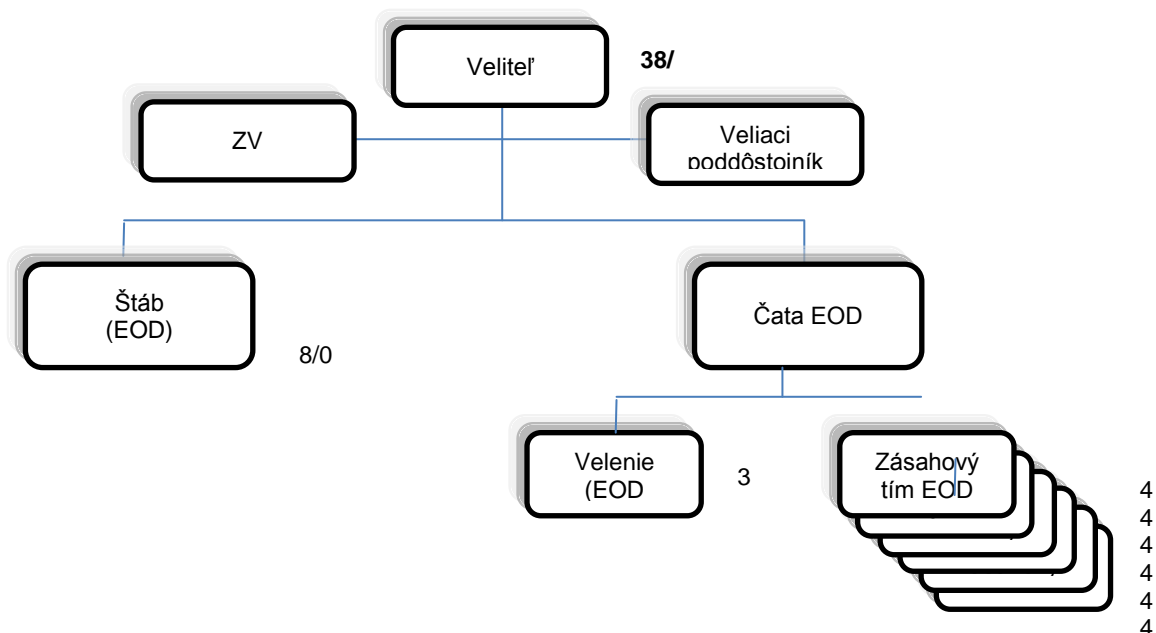 Veliteľ
38/
ZV
Veliaci
poddôstojník
Štáb
(EOD)
8/0
Čata EOD
Velenie
(EOD
3
Zásahový
tím EOD
4
4
4
4
4
4